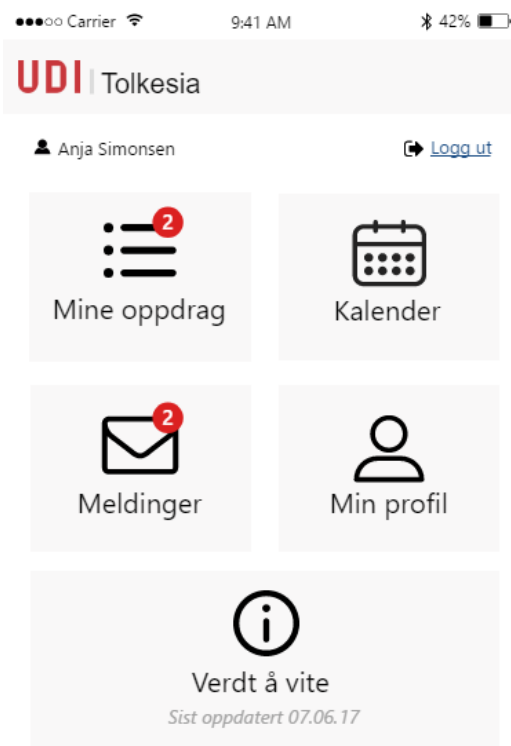 Carrier 9:41 AM 42%
UDI Tolkesia
Anja Simonsen Logg ut
2
Mine oppdrag Kalender
2
Meldinger Min profil
Verdt å vite
Sist oppdatert 07.06.17